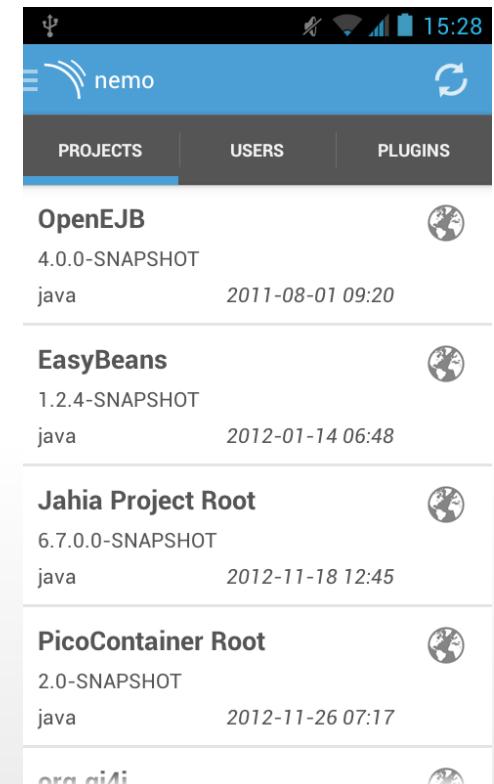 15:28
nemo
PROJECTS USERS PLUGINS
OpenEJB
4.0.0-SNAPSHOT
java 2011-08-01 09:20
EasyBeans
1.2.4-SNAPSHOT
java 2012-01-14 06:48
Jahia Project Root
6.7.0.0-SNAPSHOT
java 2012-11-18 12:45
PicoContainer Root
2.0-SNAPSHOT
java 2012-11-26 07:17
org.qi4j